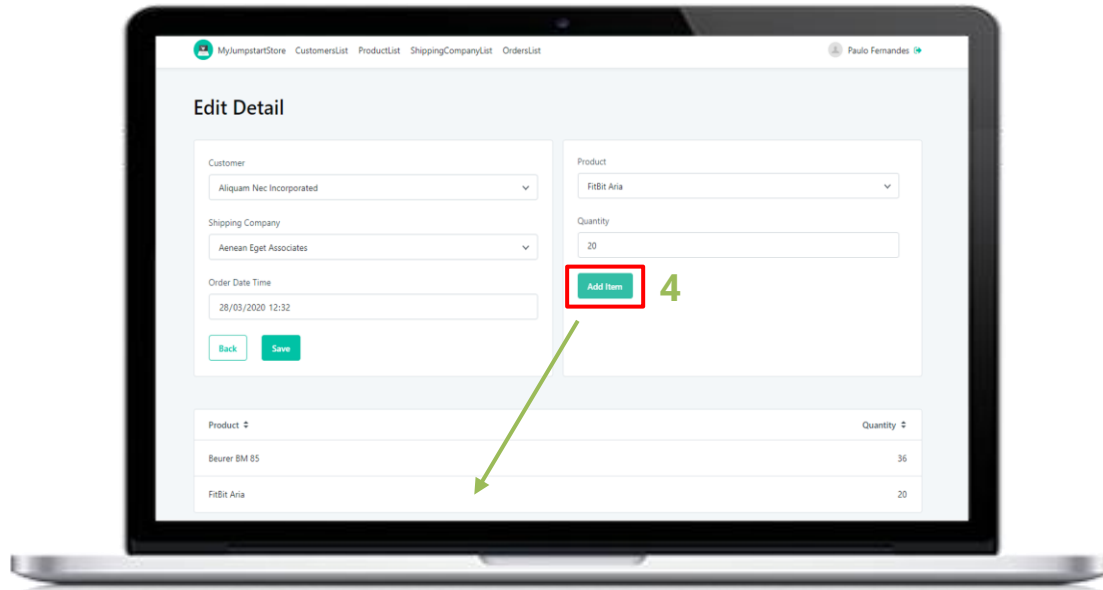 MyJumpstartStore CustomersList ProductList ShippingCompanyList OrdersList Paulo Fernandes
Edit Detail
Customer
Aliquam Nec Incorporated
Shipping Company
Aenean Eget Associates
Order Date Time
28/03/2020 12:32
Back Save
Product
FitBit Aria
Quantity
20
Add Item 4
Product Quantity
Beurer BM 85 36
FitBit Aria 20